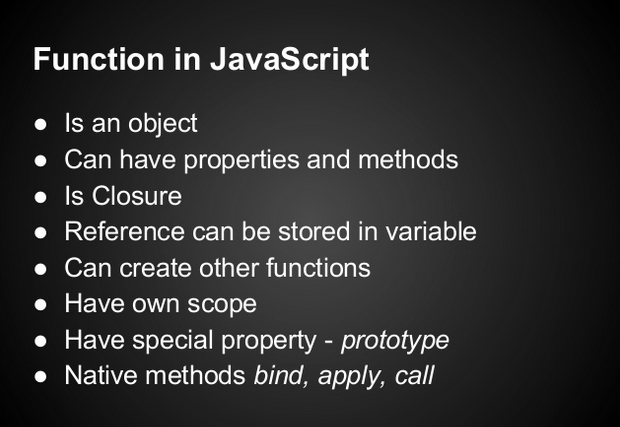 Function in JavaScript
● Is an object
● Can have properties and methods
● Is Closure
● Reference can be stored in variable
● Can create other functions
● Have own scope
● Have special property - prototype
● Native methods bind, apply, call